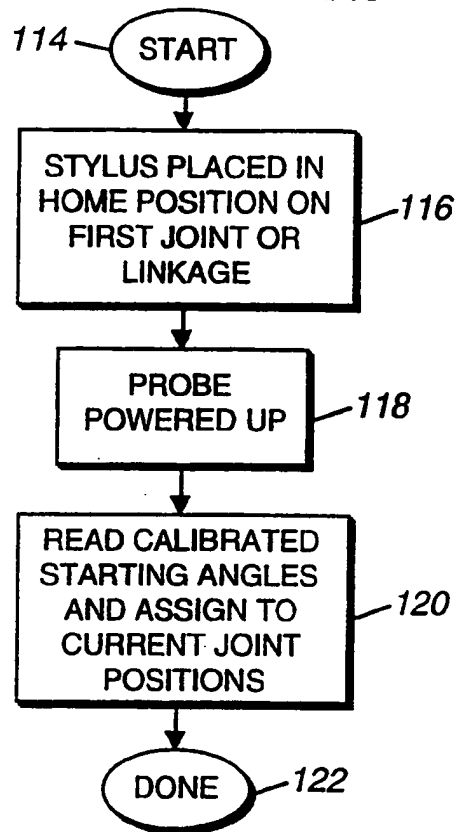 114 START
STYLUS PLACED IN
HOME POSITION ON
FIRST JOINT OR
LINKAGE
116
PROBE
POWERED UP
118
READ CALIBRATED
STARTING ANGLES
AND ASSIGN TO
CURRENT JOINT
POSITIONS
120
DONE 122